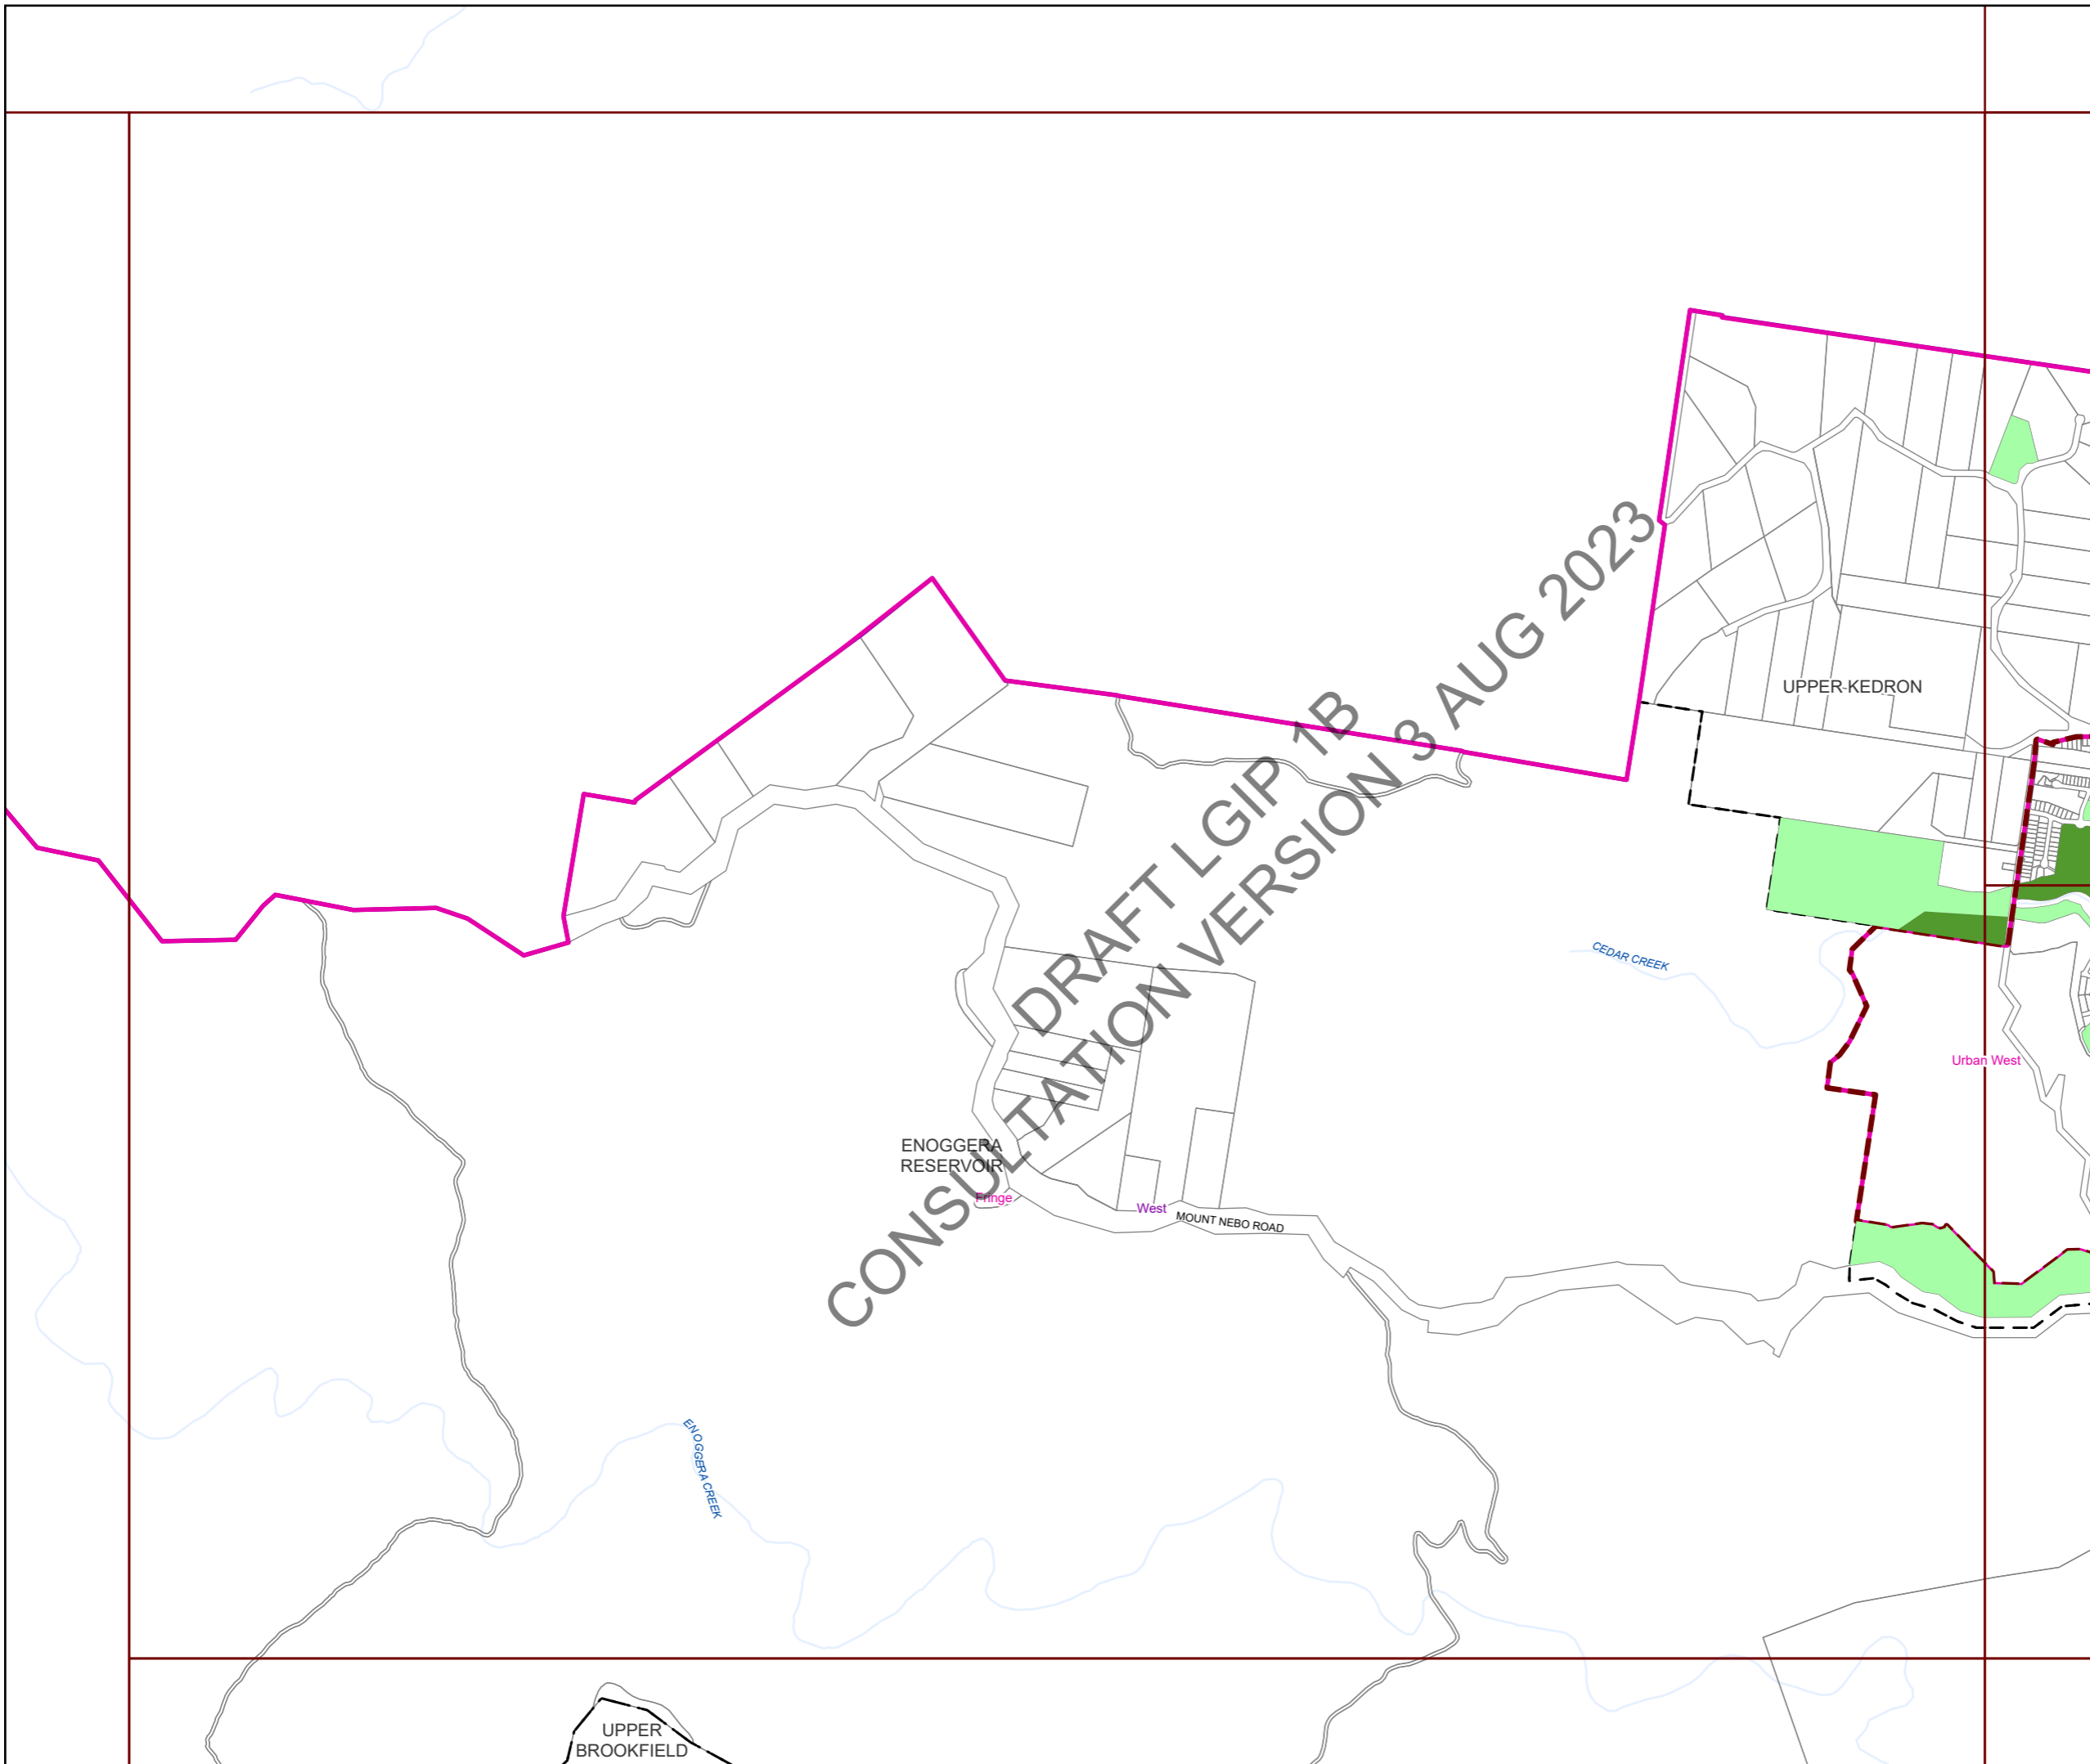 DRAFT LGIP 1B
CONSULTATION VERSION 3 AUG 2023
UPPER KEDRON
CEDAR CREEK
Urban West
ENOGGERA
RESERVOIR
Fringe
West
MOUNT NEBO ROAD
ENOGGERA CREEK
UPPER
BROOKFIELD